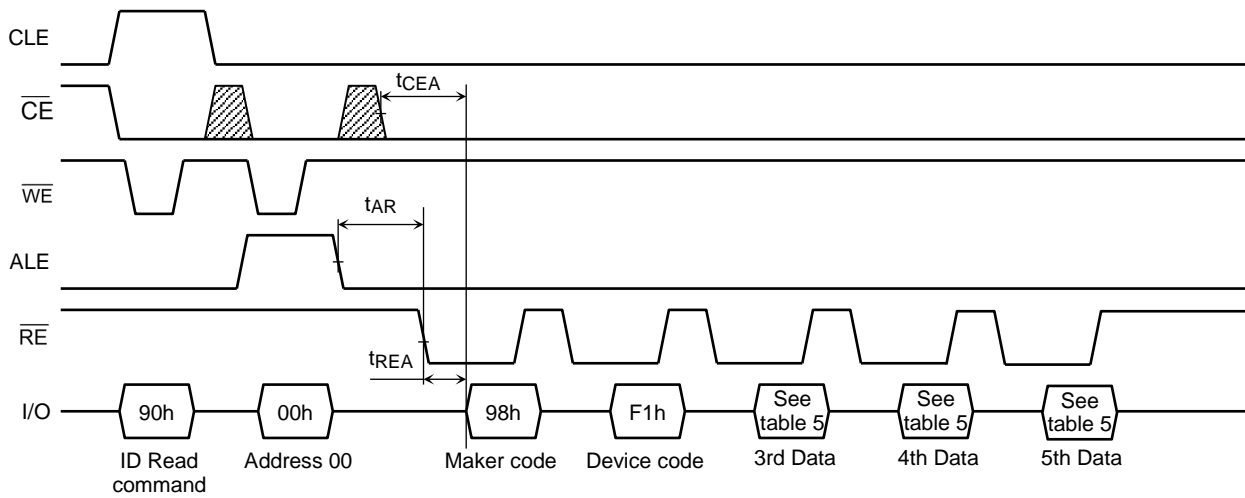 CLE
CE
tCEA
WE
tAR
ALE
RE
tREA
I/O
90h
00h
98h
F1h
See
table 5
See
table 5
See
table 5
ID Read
command
Address 00
Maker code
Device code
3rd Data
4th Data
5th Data